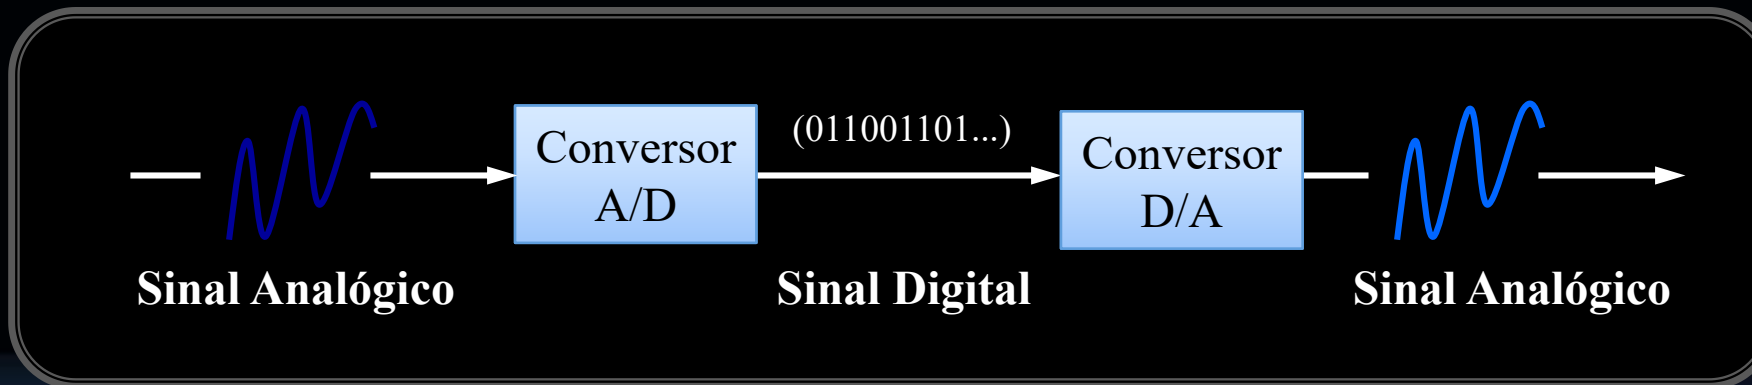 Conversor
A/D
(011001101...)
Conversor
D/A
Sinal Analógico
Sinal Digital
Sinal Analógico